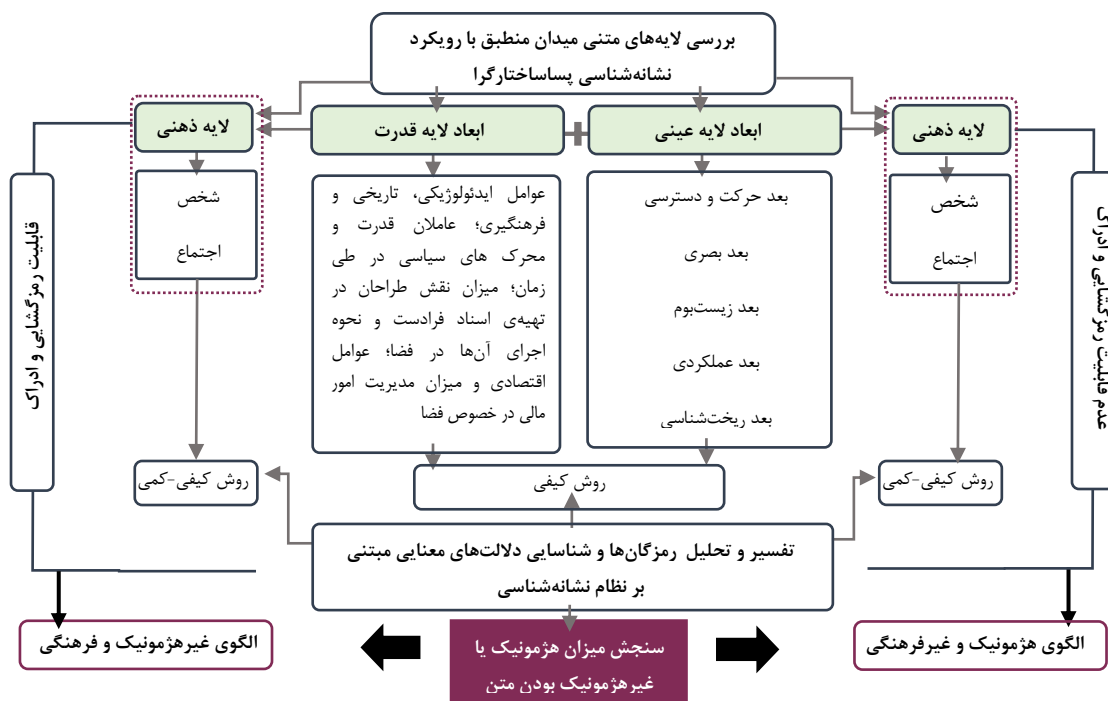 بررسی لایه‌های متنی میدان منطبق با رویکرد
نشانه‌شناسی پساساختارگرا
لایه ذهنی
ابعاد لایه عینی
ابعاد لایه قدرت
لایه ذهنی
شخص
اجتماع
بعد حرکت و دسترسی
بعد بصری
بعد زیست‌بوم
بعد عملکردی
بعد ریخت‌شناسی
عوامل ایدئولوژیکی، تاریخی و
فرهنگیری؛ عاملان قدرت و
محرک های سیاسی در طی
زمان؛ میزان نقش طراحان در
تهیه‌ی اسناد فرادست و نحوه
اجرای آن‌ها در فضا؛ عوامل
اقتصادی و میزان مدیریت امور
مالی در خصوص فضا
شخص
اجتماع
عدم قابلیت رمزگشایی و ادراک
قابلیت رمزگشایی و ادراک
روش کیفی-کمی
روش کیفی
روش کیفی-کمی
تفسیر و تحلیل رمزگان‌ها و شناسایی دلالت‌های معنایی مبتنی
بر نظام نشانه‌شناسی
الگوی هژمونیک و غیرفرهنگی
سنجش میزان هژمونیک یا
غیرهژمونیک بودن متن
الگوی غیرهژمونیک و فرهنگی